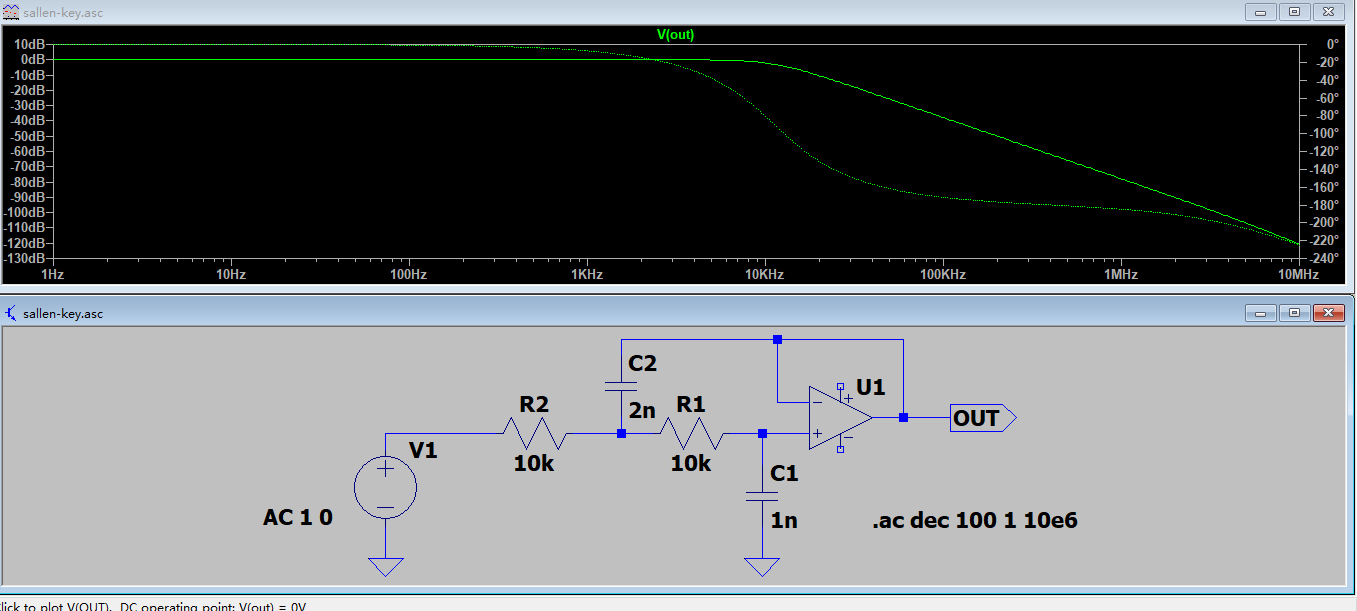 sallen-key.asc
V(out)
10dB
0dB
-10dB
-20dB
-30dB
-40dB
-50dB
-60dB
-70dB
-80dB
-90dB
-100dB
-110dB
-120dB
-130dB
0°
-20°
-40°
-60°
-80°
-100°
-120°
-140°
-160°
-180°
-200°
-220°
-240°
1Hz 10Hz 100Hz 1KHz 10KHz 100KHz 1MHz 10MHz
sallen-key.asc
C2
2n
R2
10k
R1
10k
U1
OUT
V1
AC 1 0
C1
1n
.ac dec 100 1 10e6
lick to plot V(OUT). DC operating point: V(out) = 0V